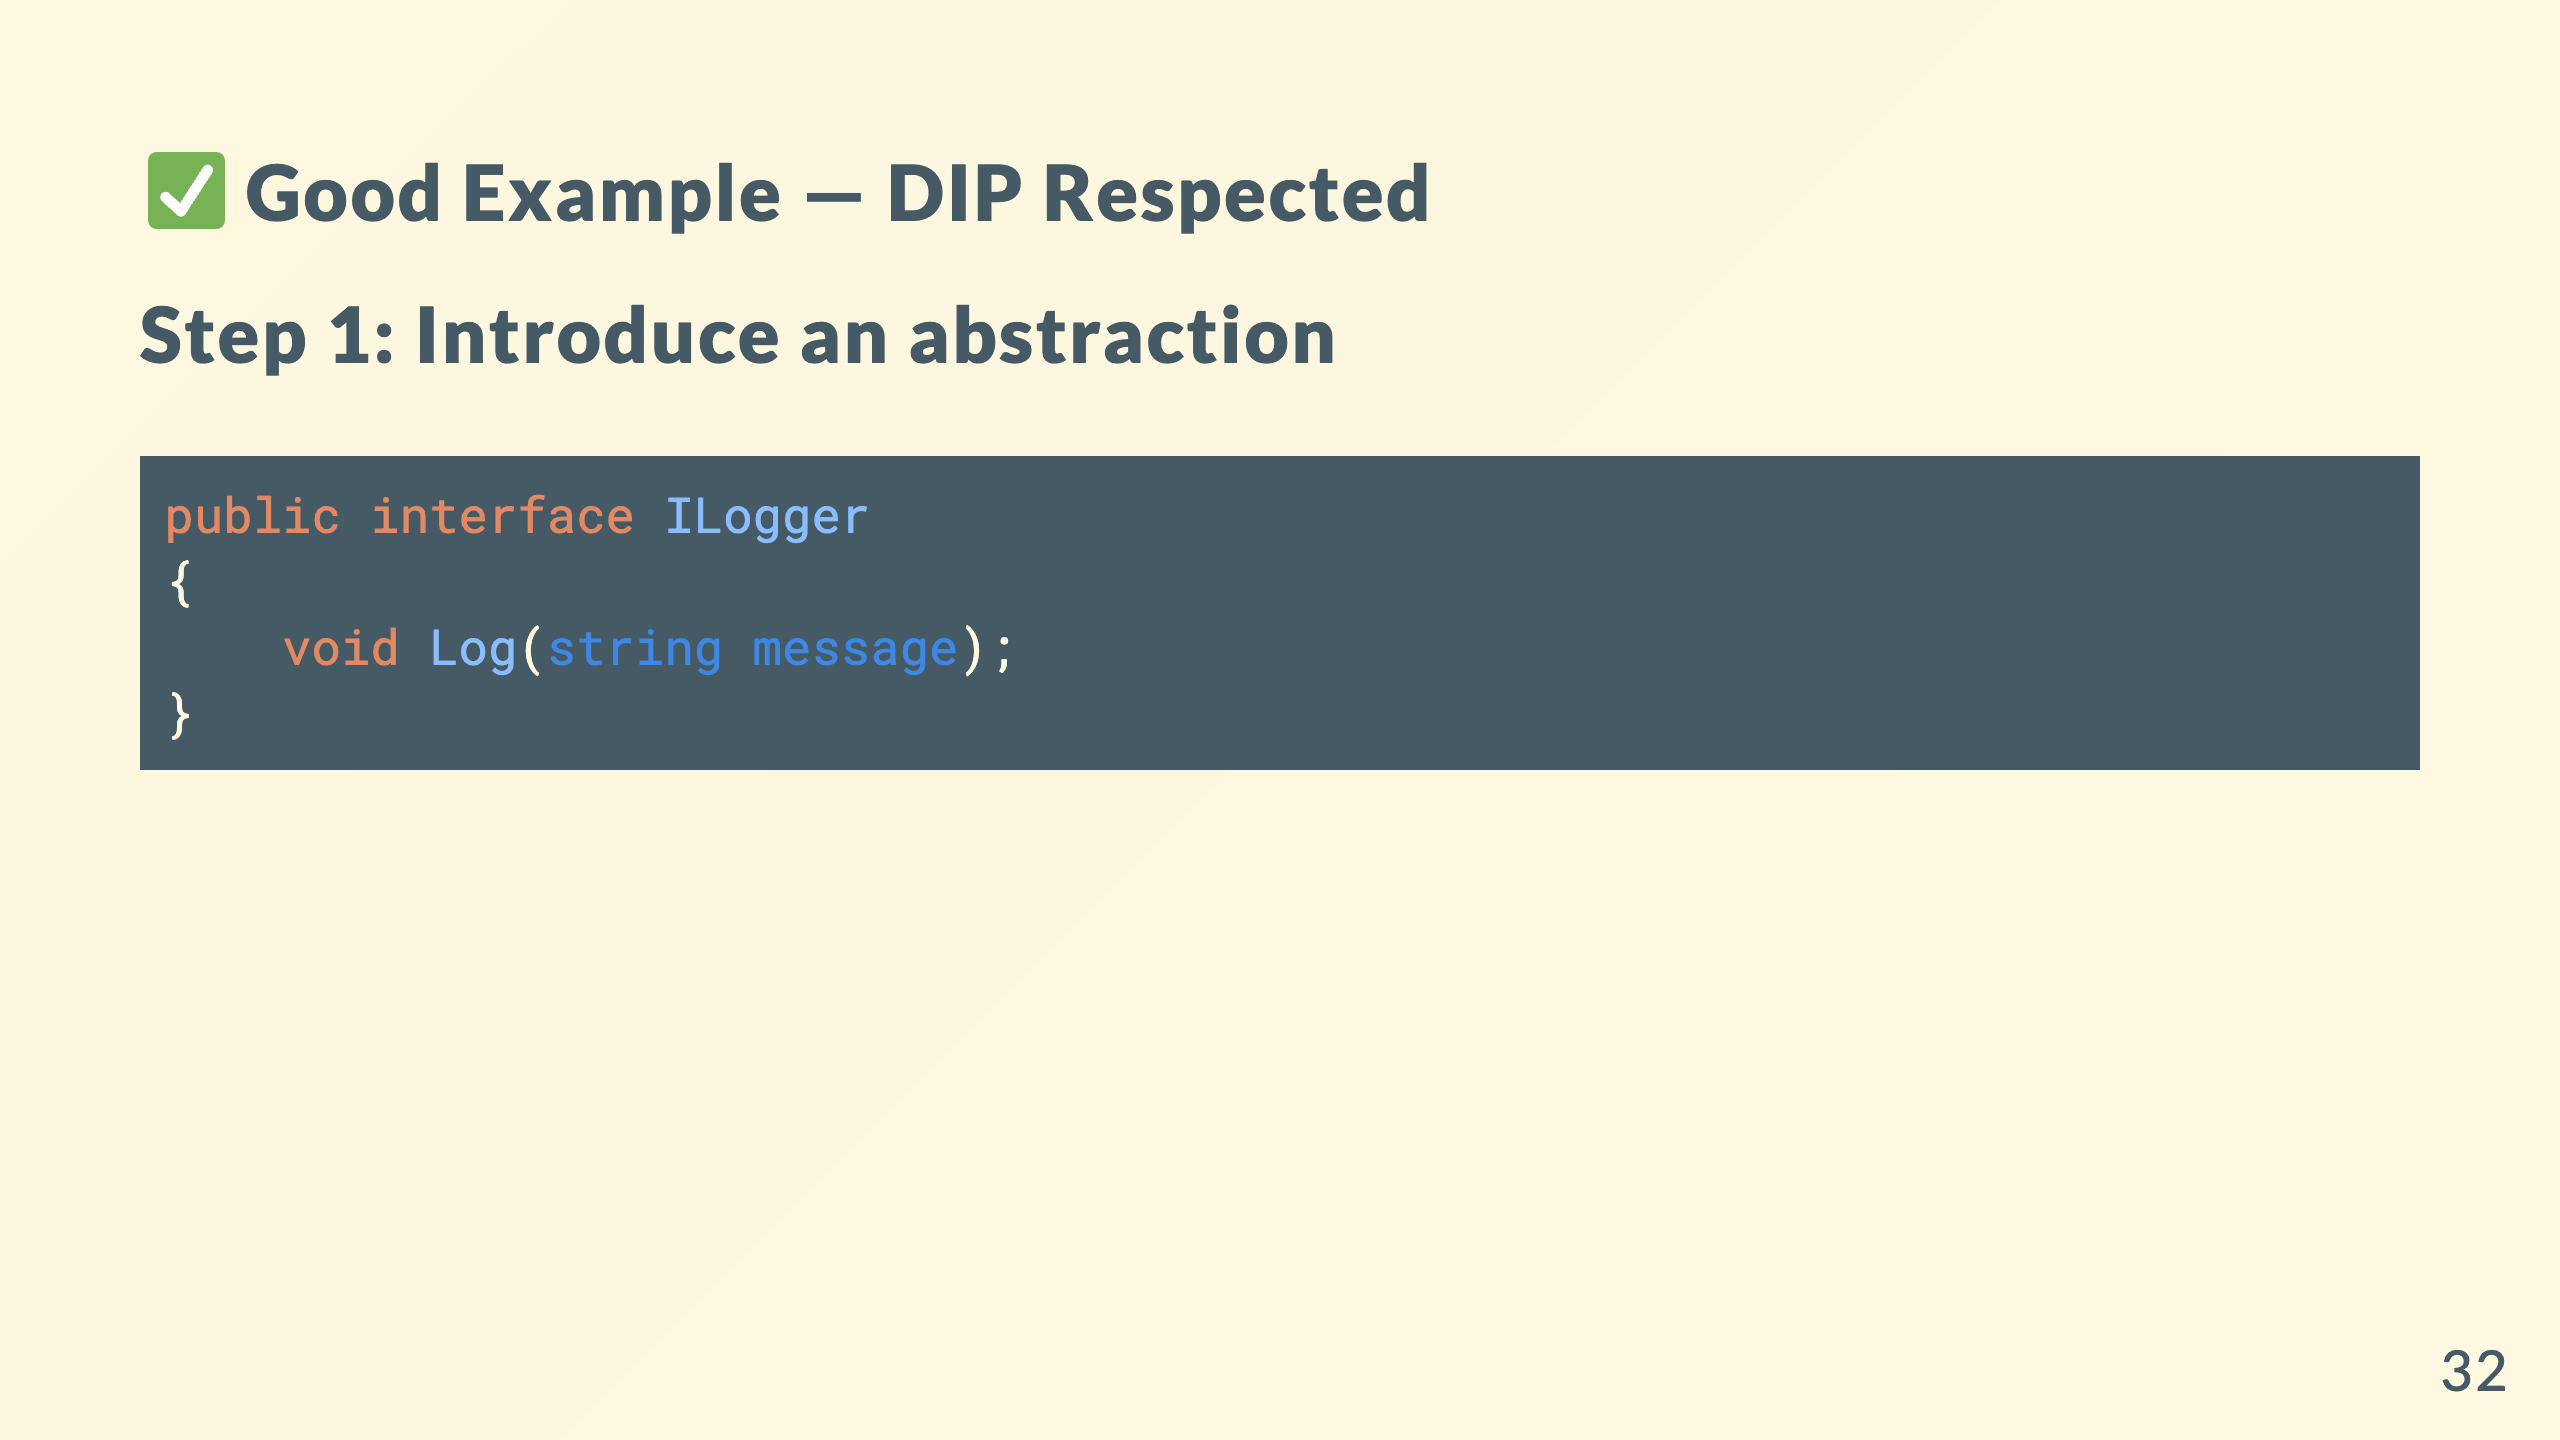 ✅ Good Example — DIP Respected
Step 1: Introduce an abstraction
public interface ILogger
{
    void Log(string message);
}
32